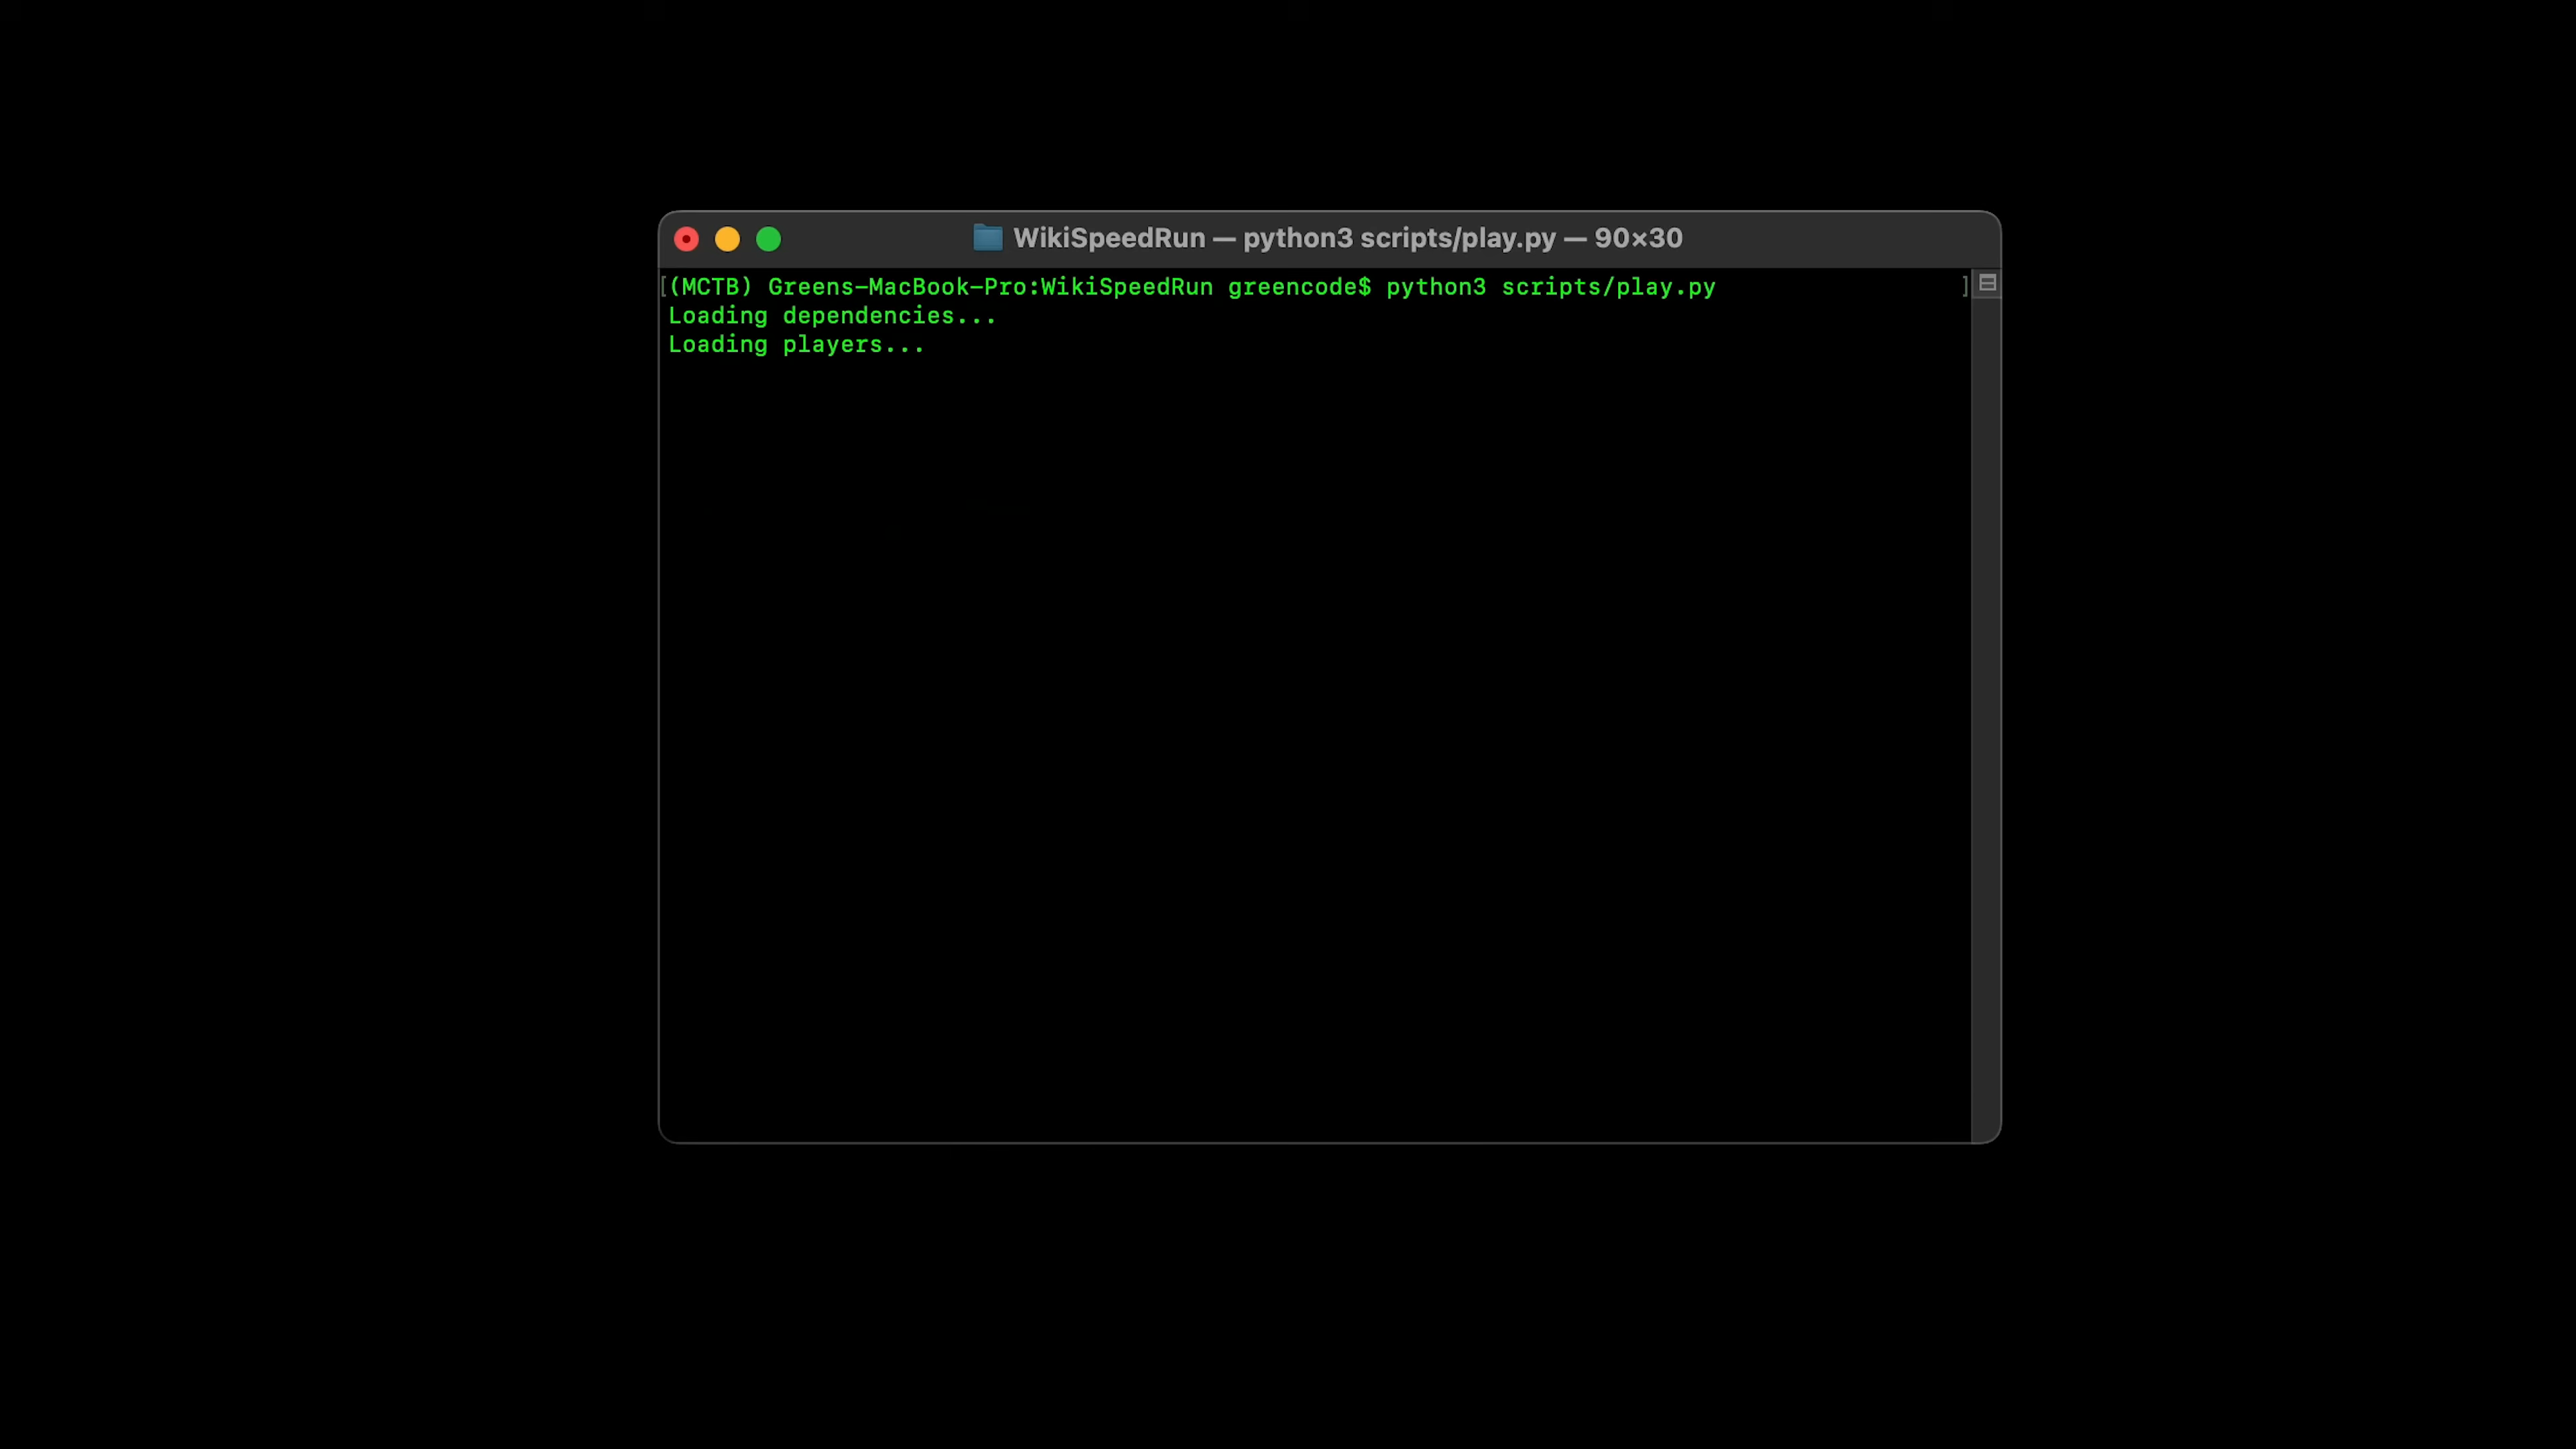 WikiSpeedRun — python3 scripts/play.py — 90×30
[(MCTB) Greens-MacBook-Pro:WikiSpeedRun greencode$ python3 scripts/play.py ]
Loading dependencies...
Loading players...